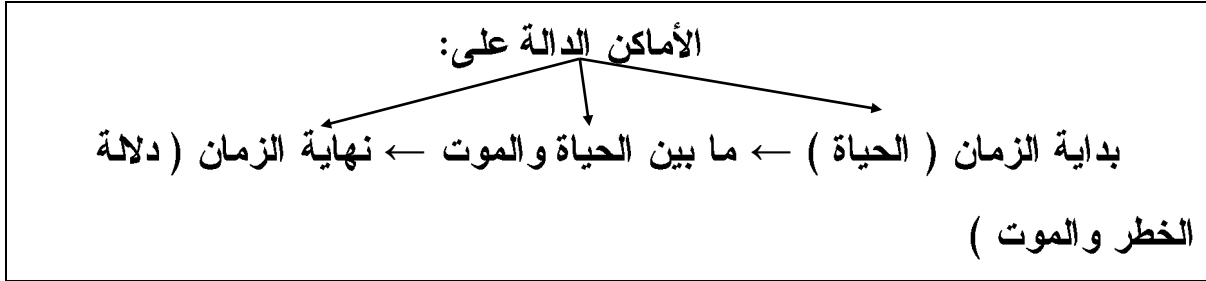 الأماكن الدالة على:
بداية الزمان ( الحياة ) ← ما بين الحياة والموت ← نهاية الزمان ( دلالة
الخطر والموت )